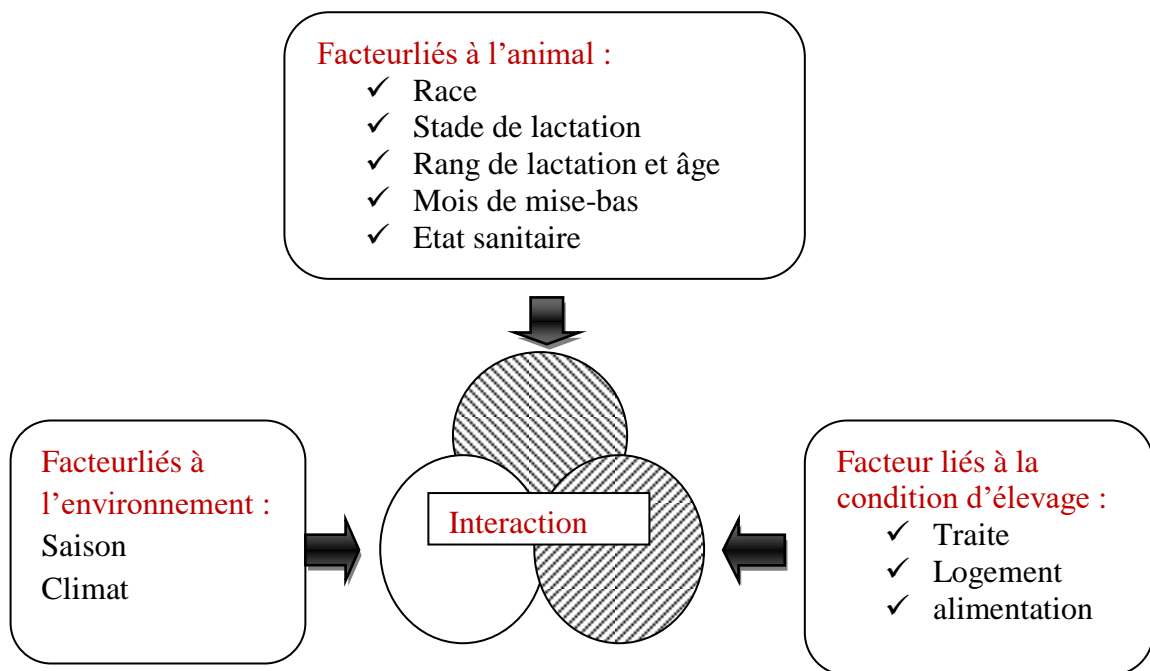 Facteurliés à l’animal :
✓ Race
✓ Stade de lactation
✓ Rang de lactation et âge
✓ Mois de mise-bas
✓ Etat sanitaire
Facteurliés à
l’environnement :
Saison
Climat
Interaction
Facteur liés à la
condition d’élevage :
✓ Traite
✓ Logement
✓ alimentation